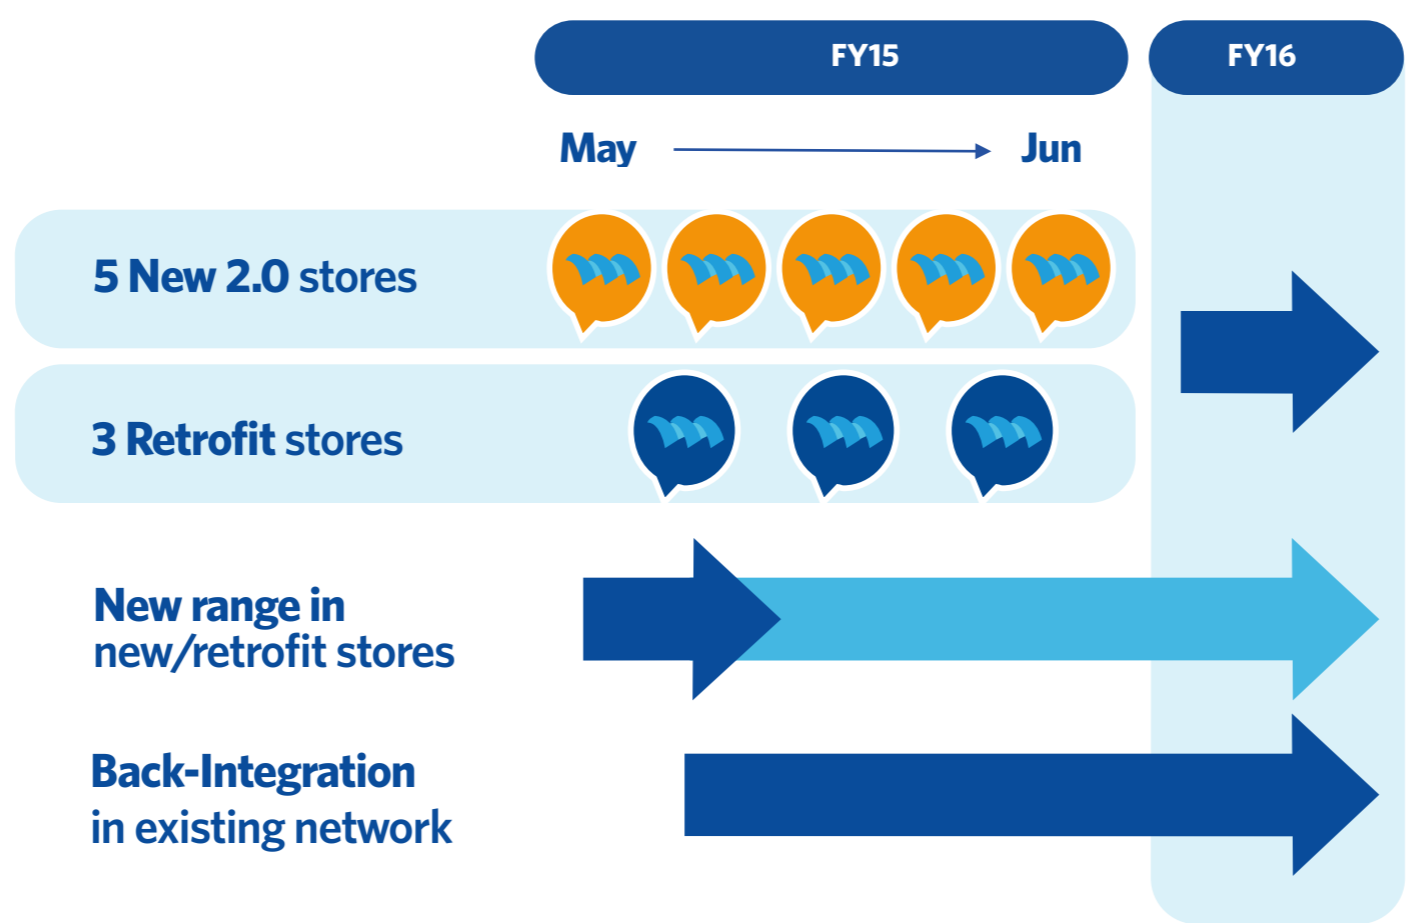 FY15
FY16
May
Jun
5 New 2.0 stores
3 Retrofit stores
New range in
new/retrofit stores
Back-Integration
in existing network